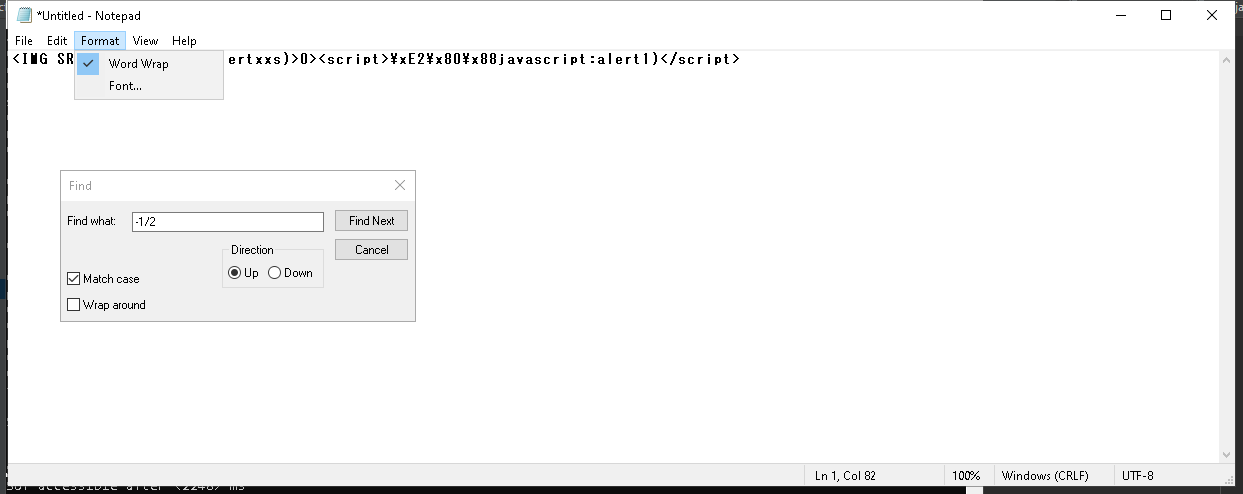 *Untitled - Notepad
File Edit Format View Help
<IMG SR ertxxs)>0><script>¥xE2¥x80¥x88javascript:alert1)</script>
Word Wrap
Font...
Find
Find what: -1/2 Find Next
Direction Cancel
Up Down
Match case
Wrap around
Ln 1, Col 82 100% Windows (CRLF) UTF-8